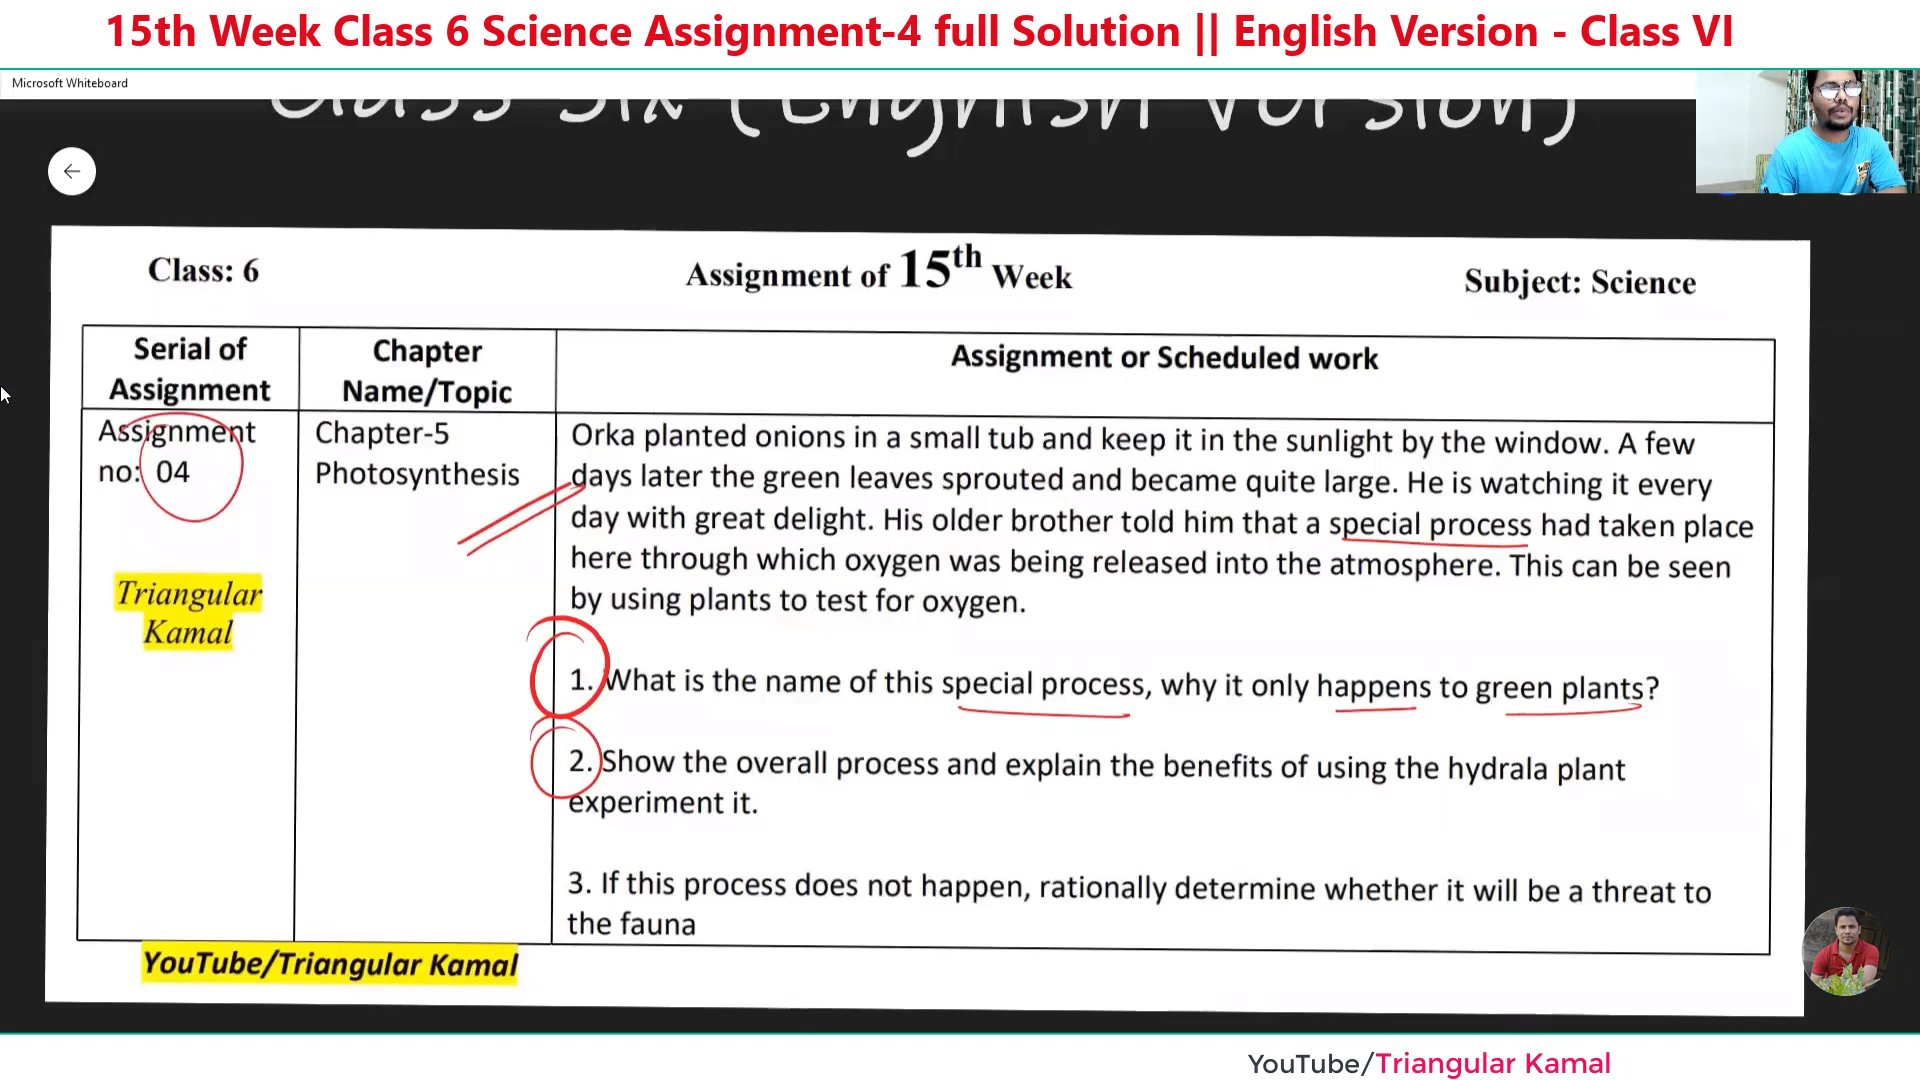 15th Week Class 6 Science Assignment-4 full Solution || English Version - Class VI
Microsoft Whiteboard
Class Six (English Version)
Class: 6 Assignment of 15th Week Subject: Science
Serial of Assignment
Chapter Name/Topic
Assignment or Scheduled work
Assignment
no: 04
Triangular
Kamal
Chapter-5
Photosynthesis
Orka planted onions in a small tub and keep it in the sunlight by the window. A few
days later the green leaves sprouted and became quite large. He is watching it every
day with great delight. His older brother told him that a special process had taken place
here through which oxygen was being released into the atmosphere. This can be seen
by using plants to test for oxygen.
1. What is the name of this special process, why it only happens to green plants?
2. Show the overall process and explain the benefits of using the hydrala plant
experiment it.
3. If this process does not happen, rationally determine whether it will be a threat to
the fauna
YouTube/Triangular Kamal
YouTube/Triangular Kamal